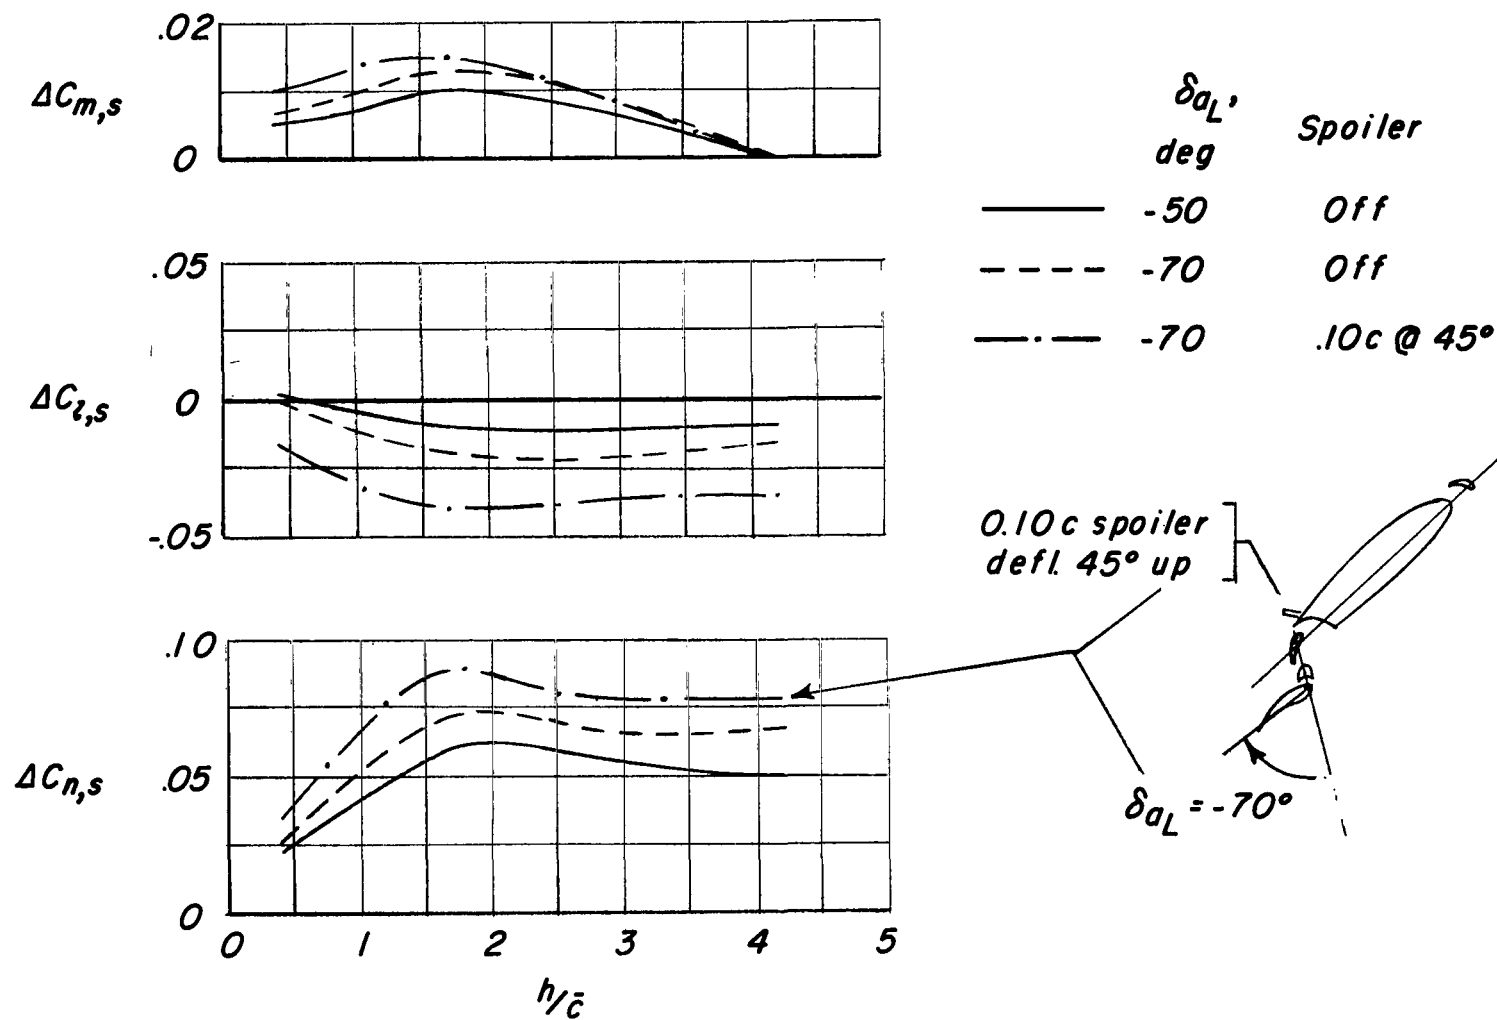 .02
ΔCm,s
0
δaL,
deg
Spoiler
-50 Off
-70 Off
-70 .10c @ 45°
.05
ΔCl,s
0
-.05
0.10c spoiler
defl. 45° up
δaL = -70°
.10
ΔCn,s
.05
0
0 1 2 3 4 5
h/c̄